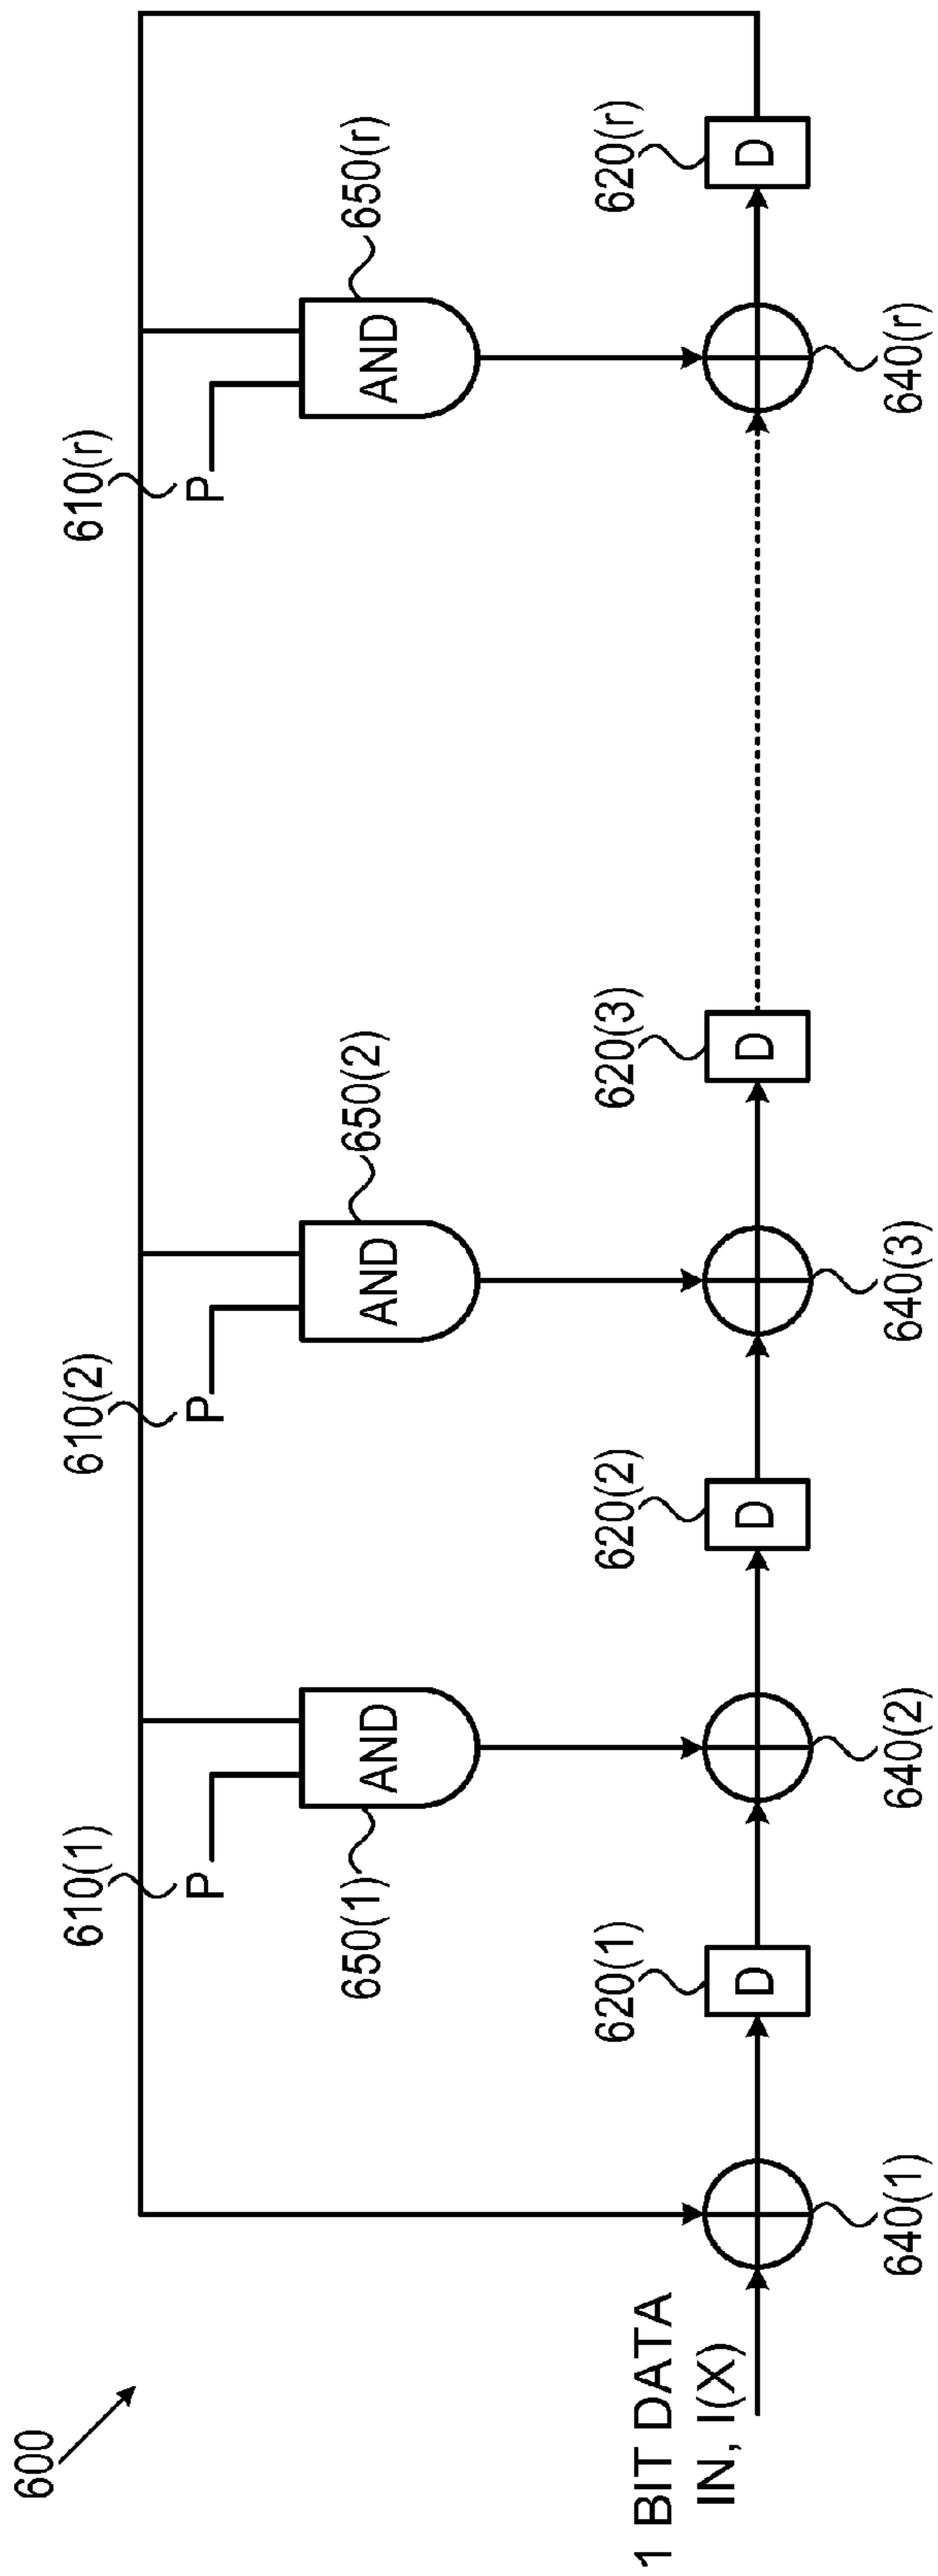 600
610(1)
610(2)
610(r)
P
P
P
650(1)
AND
AND
650(2)
AND
650(r)
620(1)
620(2)
620(3)
620(r)
1 BIT DATA
IN, I(X)
D
D
D
D
640(1)
640(2)
640(3)
640(r)